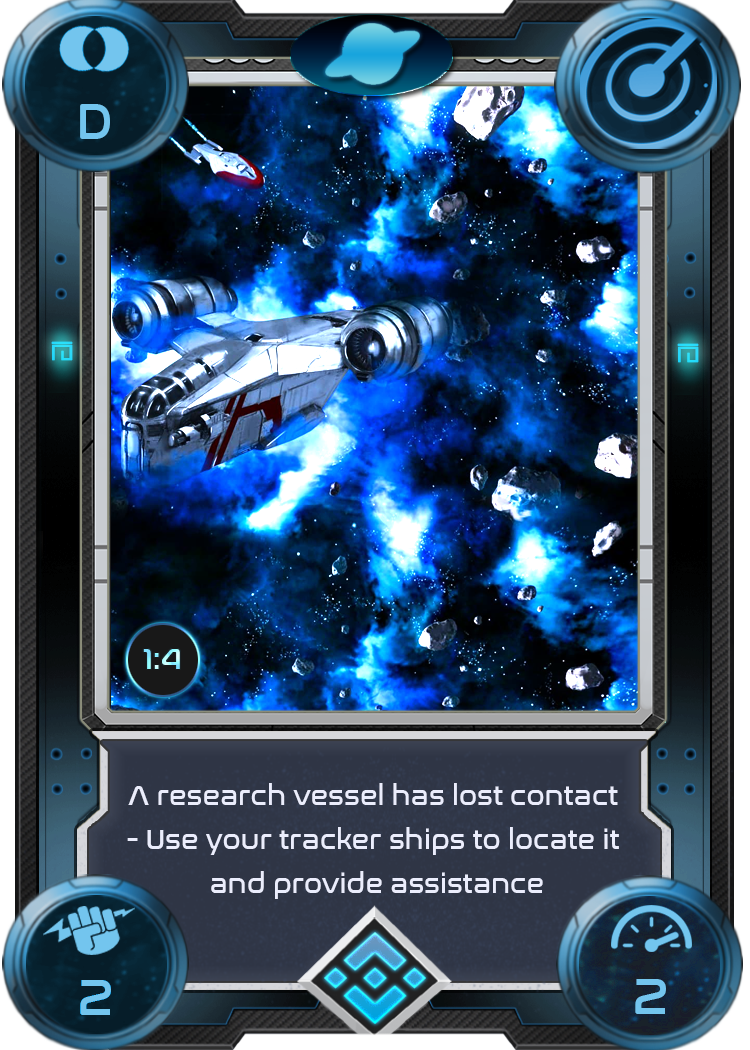 D
1:4
A research vessel has lost contact
- Use your tracker ships to locate it
and provide assistance
2
2